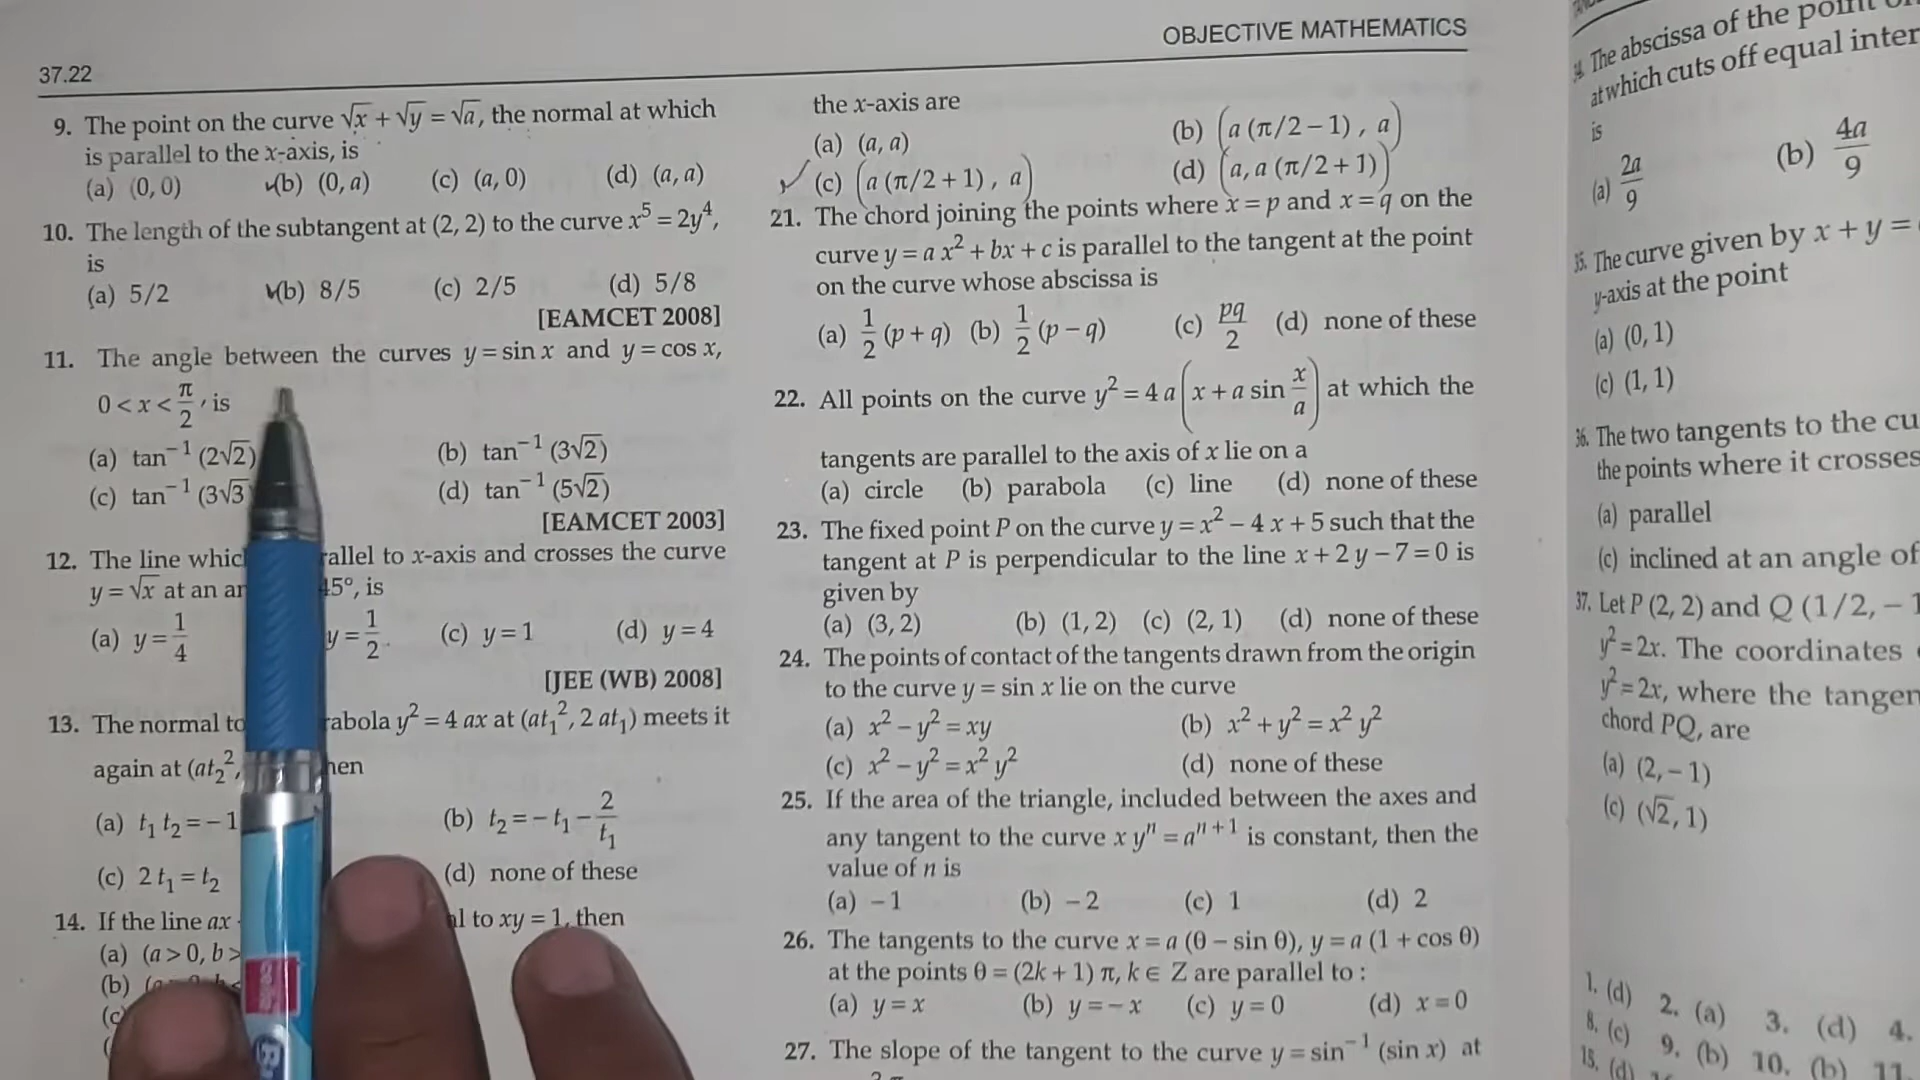 OBJECTIVE MATHEMATICS
37.22
9. The point on the curve √x + √y = √a, the normal at which
is parallel to the x-axis, is
(a) (0, 0) (b) (0, a) (c) (a, 0) (d) (a, a)
10. The length of the subtangent at (2, 2) to the curve x⁵ = 2y⁴,
is
(a) 5/2 (b) 8/5 (c) 2/5 (d) 5/8
[EAMCET 2008]
11. The angle between the curves y = sin x and y = cos x,
0 < x < π/2, is
(a) tan⁻¹ (2√2) (b) tan⁻¹ (3√2)
(c) tan⁻¹ (3√3 (d) tan⁻¹ (5√2)
[EAMCET 2003]
12. The line rallel to x-axis and crosses the curve
y = √x at an 45°, is
(a) y = 1/4 y = 1/2 (c) y = 1 (d) y = 4
[JEE (WB) 2008]
13. The normal to rabola y² = 4 ax at (at₁², 2 at₁) meets it
again at (at₂², hen
(a) t₁ t₂ = – 1 (b) t₂ = – t₁ – 2/t₁
(c) 2 t₁ = t₂ (d) none of these
14. If the line ax al to xy = 1, then
(a) (a > 0, b >
(b)
(c)
the x-axis are
(a) (a, a) (b) (a (π/2 – 1) , a)
(c) (a (π/2 + 1) , a) (d) (a, a (π/2 + 1))
21. The chord joining the points where x = p and x = q on the
curve y = a x² + bx + c is parallel to the tangent at the point
on the curve whose abscissa is
(a) 1/2 (p + q) (b) 1/2 (p – q) (c) pq/2 (d) none of these
22. All points on the curve y² = 4 a (x + a sin x/a) at which the
tangents are parallel to the axis of x lie on a
(a) circle (b) parabola (c) line (d) none of these
23. The fixed point P on the curve y = x² – 4 x + 5 such that the
tangent at P is perpendicular to the line x + 2 y – 7 = 0 is
given by
(a) (3, 2) (b) (1, 2) (c) (2, 1) (d) none of these
24. The points of contact of the tangents drawn from the origin
to the curve y = sin x lie on the curve
(a) x² – y² = xy (b) x² + y² = x² y²
(c) x² – y² = x² y² (d) none of these
25. If the area of the triangle, included between the axes and
any tangent to the curve x yⁿ = aⁿ⁺¹ is constant, then the
value of n is
(a) – 1 (b) – 2 (c) 1 (d) 2
26. The tangents to the curve x = a (θ – sin θ), y = a (1 + cos θ)
at the points θ = (2k + 1) π, k ∈ Z are parallel to :
(a) y = x (b) y = – x (c) y = 0 (d) x = 0
27. The slope of the tangent to the curve y = sin⁻¹ (sin x) at
The abscissa of the point
at which cuts off equal inter
is
(a) 2a/9 (b) 4a/9
35. The curve given by x + y =
y-axis at the point
(a) (0, 1)
(c) (1, 1)
36. The two tangents to the cu
the points where it crosses
(a) parallel
(c) inclined at an angle of
37. Let P (2, 2) and Q (1/2, – 1
y² = 2x. The coordinates
y² = 2x, where the tangen
chord PQ, are
(a) (2, – 1)
(c) (√2, 1)
1. (d) 2. (a) 3. (d) 4.
8. (c) 9. (b) 10. (b) 11.
15. (d)